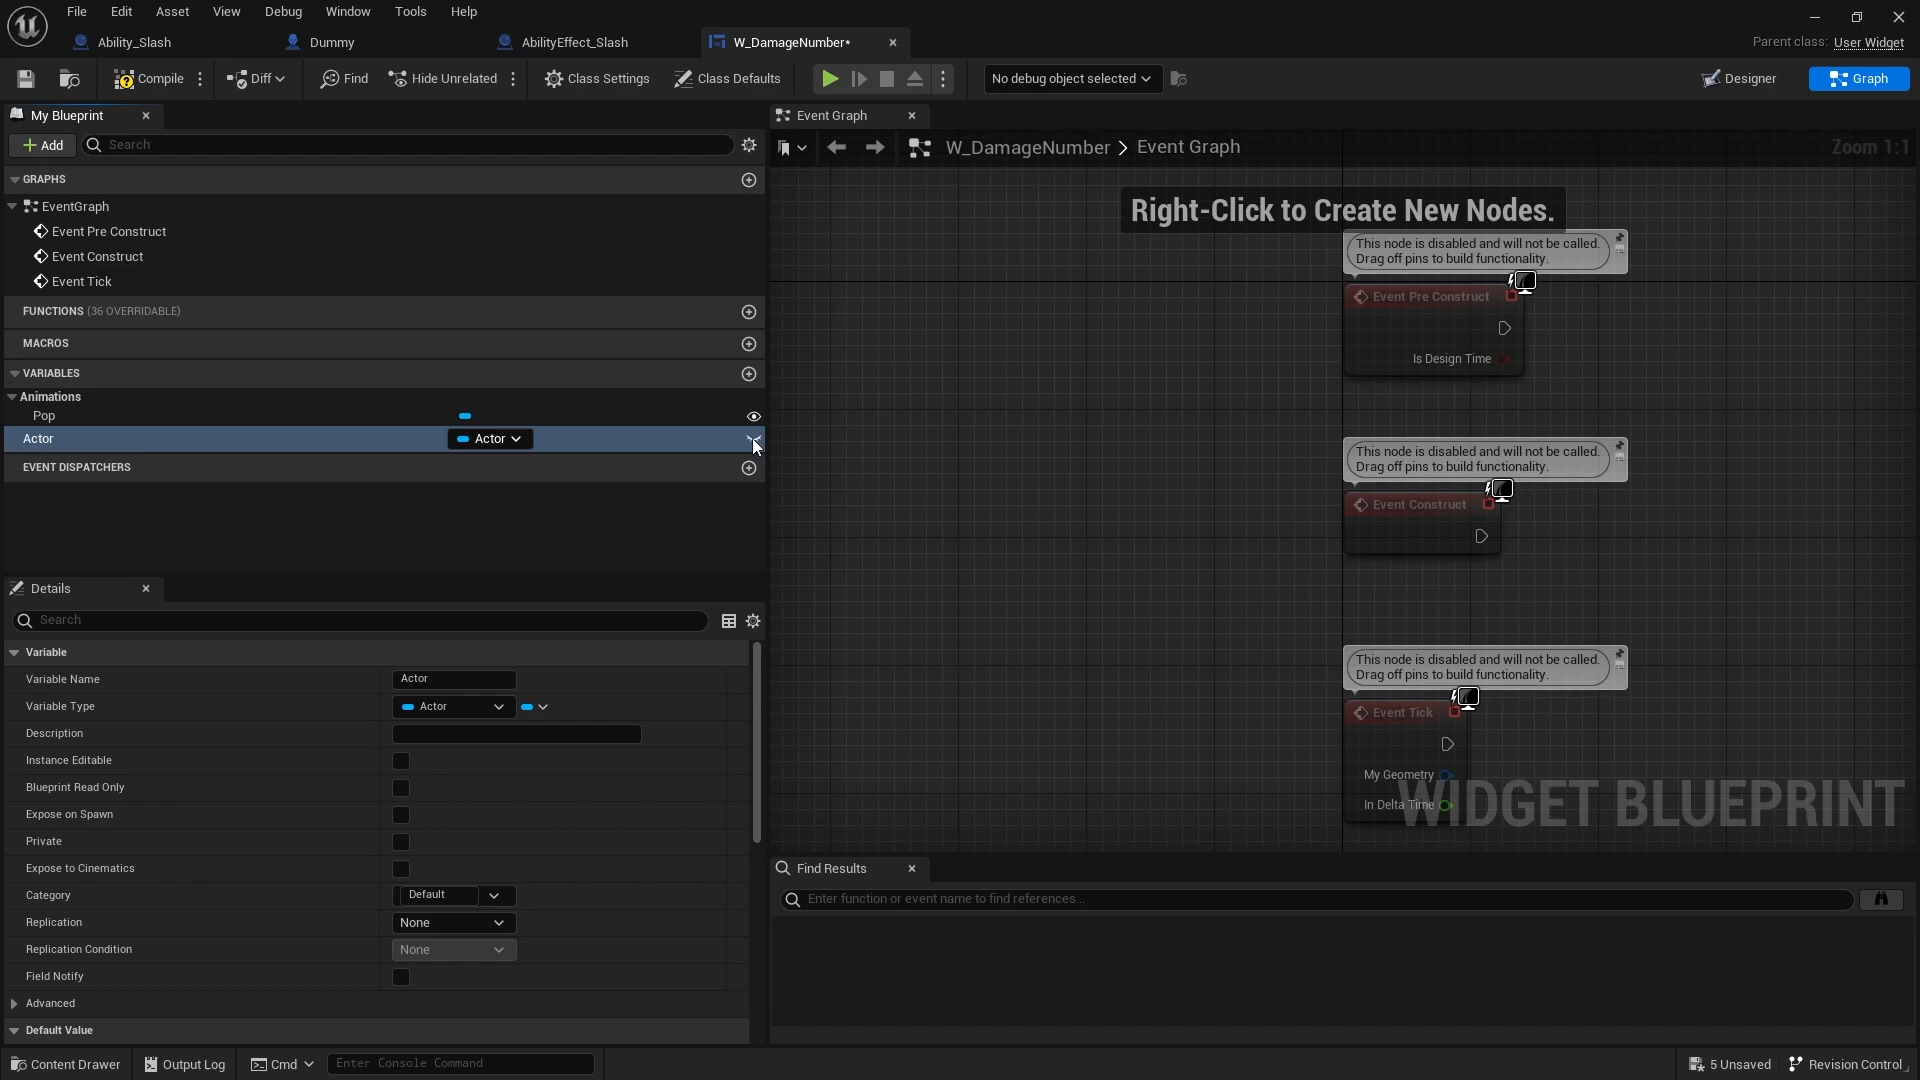 File Edit Asset View Debug Window Tools Help
Ability_Slash Dummy AbilityEffect_Slash W_DamageNumber* Parent class: User Widget
Compile Diff Find Hide Unrelated Class Settings Class Defaults No debug object selected Designer Graph
My Blueprint
Add Search
GRAPHS
EventGraph
Event Pre Construct
Event Construct
Event Tick
FUNCTIONS (36 OVERRIDABLE)
MACROS
VARIABLES
Animations
Pop
Actor Actor
EVENT DISPATCHERS
Details
Search
Variable
Variable Name Actor
Variable Type Actor
Description
Instance Editable
Blueprint Read Only
Expose on Spawn
Private
Expose to Cinematics
Category Default
Replication None
Replication Condition None
Field Notify
Advanced
Default Value
Event Graph
W_DamageNumber > Event Graph Zoom 1:1
Right-Click to Create New Nodes.
This node is disabled and will not be called.
Drag off pins to build functionality.
Event Pre Construct
Is Design Time
This node is disabled and will not be called.
Drag off pins to build functionality.
Event Construct
This node is disabled and will not be called.
Drag off pins to build functionality.
Event Tick
My Geometry
In Delta Time
WIDGET BLUEPRINT
Find Results
Enter function or event name to find references...
Content Drawer Output Log Cmd Enter Console Command 5 Unsaved Revision Control